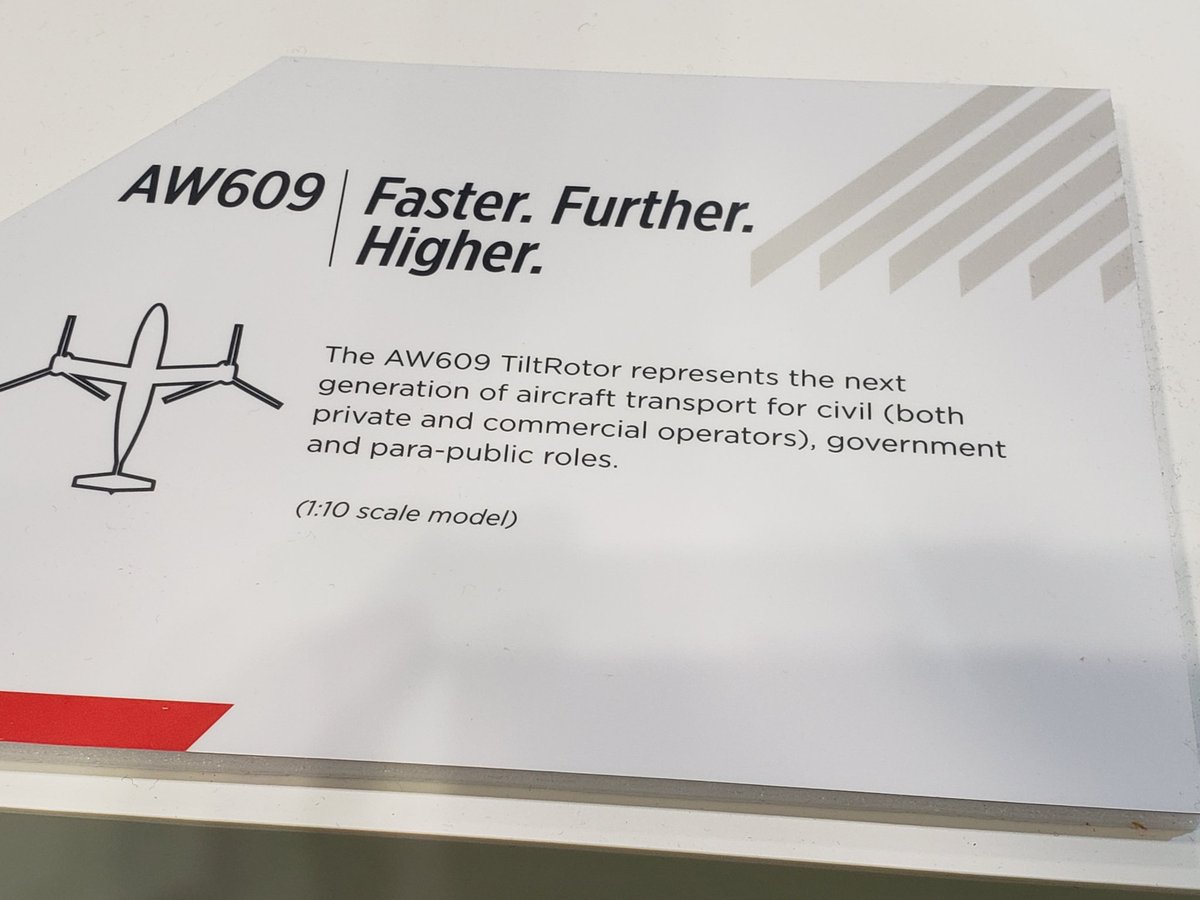 AW609
Faster. Further.
Higher.
The AW609 TiltRotor represents the next
generation of aircraft transport for civil (both
private and commercial operators), government
and para-public roles.
(1:10 scale model)